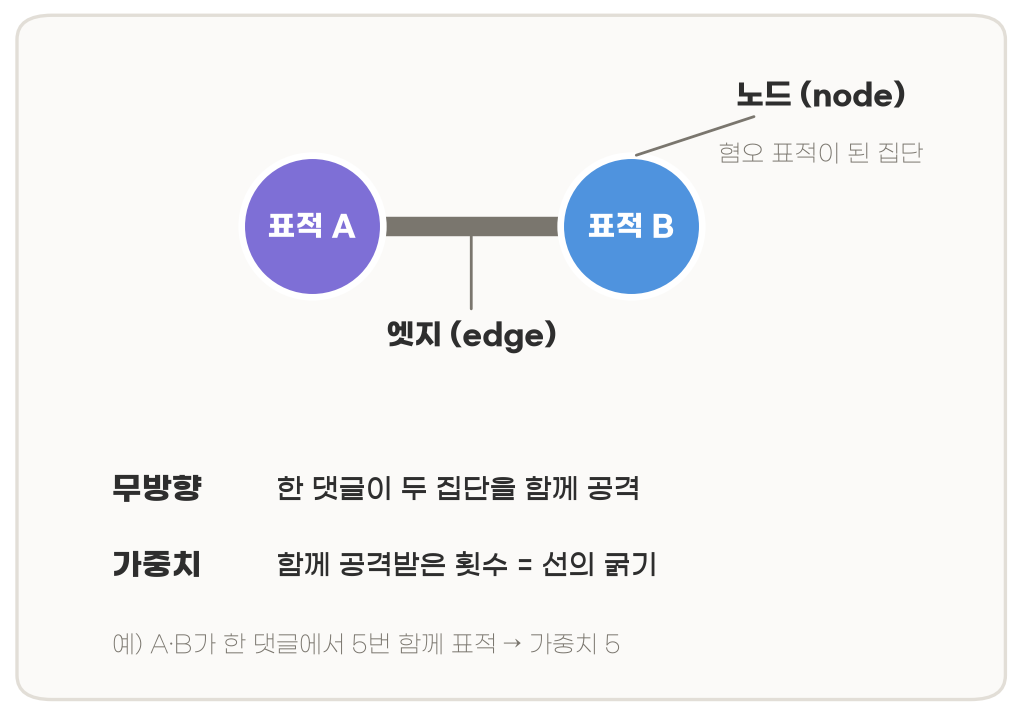 노드 (node)
혐오 표적이 된 집단
표적 A
표적 B
엣지 (edge)
무방향 한 댓글이 두 집단을 함께 공격
가중치 함께 공격받은 횟수 = 선의 굵기
예) A·B가 한 댓글에서 5번 함께 표적 → 가중치 5